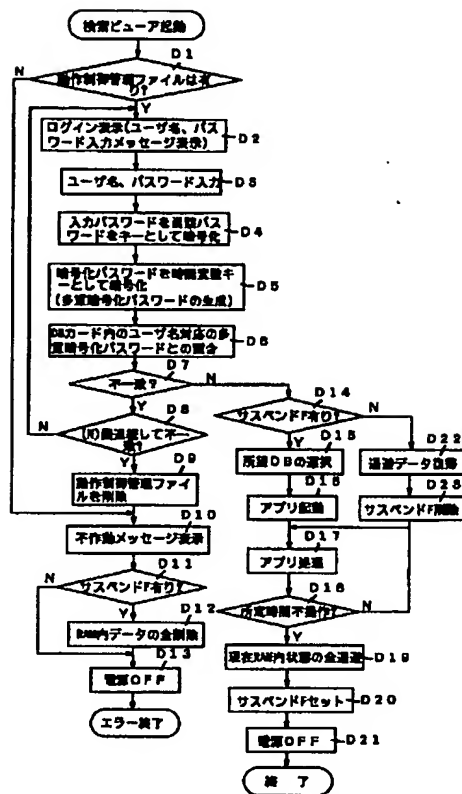 検索ビューア起動
D1
動作制御管理ファイルは有
り?
N
Y
ログイン表示(ユーザ名、パス
ワード入力メッセージ表示)
D2
ユーザ名、パスワード入力
D3
入力パスワードを
パス
ワードをキーとして暗号化
D4
暗号化パスワードを時間変数キ
ーとして暗号化
(多重暗号化パスワードの生成)
D5
DBカード内のユーザ名対応の多
重暗号化パスワードとの照合
D6
不一致?
D7
N
Y
回連続して不一
致?
D8
N
Y
動作制御管理ファイ
ルを削除
D9
不作動メッセージ表示
D10
サスペンドF有り?
D11
N
Y
RAM内データの全削除
D12
電源OFF
D13
エラー終了
サスペンドF有り?
D14
N
所望DBの選択
D15
アプリ起動
D16
アプリ処理
D17
所定時間不操作?
D18
N
Y
現在RAM内状態の全退避
D19
サスペンドFセット
D20
電源OFF
D21
終 了
退避データ復帰
D22
サスペンドF削除
D23